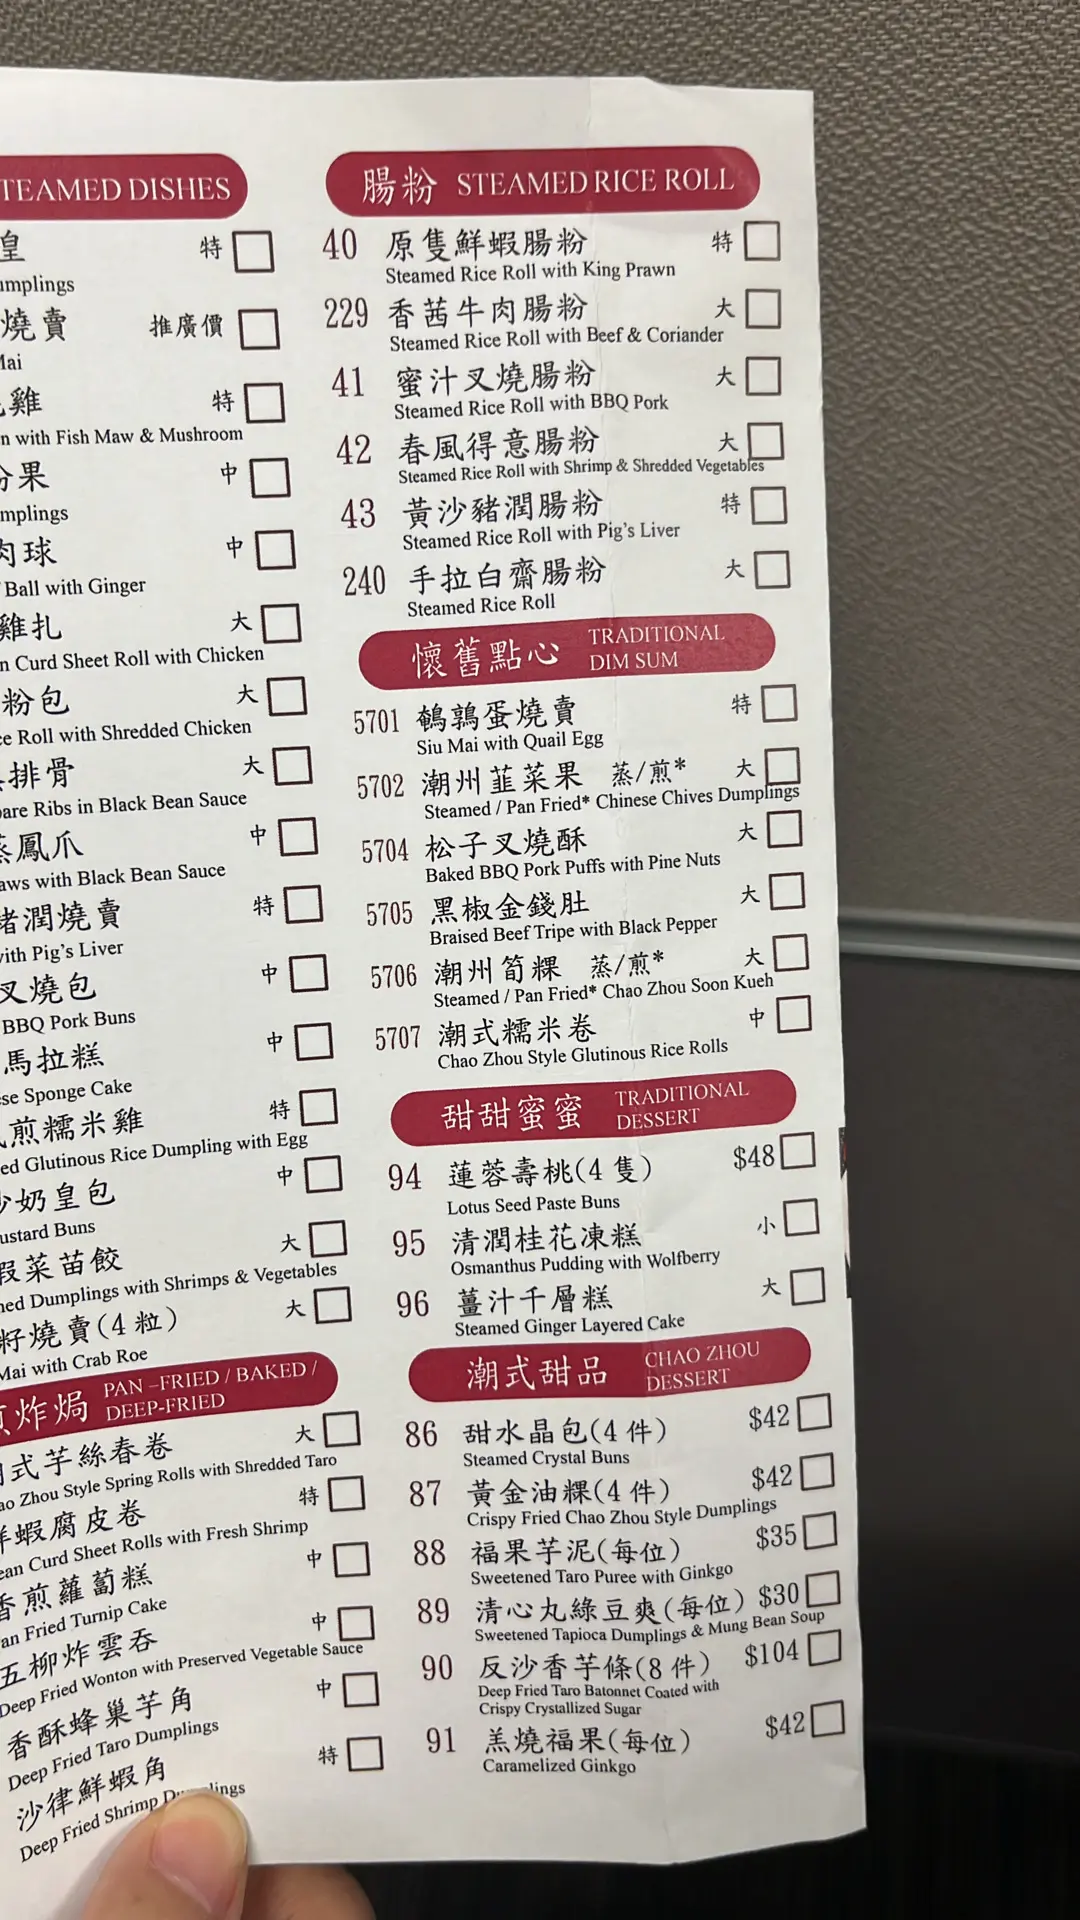 TEAMED DISHES
皇 特
umplings
燒賣 推廣價
Mai
雞 特
n with Fish Maw & Mushroom
粉果 中
mplings
肉球 中
Ball with Ginger
雞扎 大
n Curd Sheet Roll with Chicken
粉包 大
ce Roll with Shredded Chicken
排骨 大
pare Ribs in Black Bean Sauce
蒸鳳爪 中
aws with Black Bean Sauce
豬潤燒賣 特
with Pig's Liver
叉燒包 中
BBQ Pork Buns
馬拉糕 中
ese Sponge Cake
煎糯米雞 特
ed Glutinous Rice Dumpling with Egg
沙奶皇包 中
ustard Buns
蝦菜苗餃 大
med Dumplings with Shrimps & Vegetables
籽燒賣(4 粒) 大
Mai with Crab Roe
煎炸焗 PAN –FRIED / BAKED /
DEEP-FRIED
式芋絲春卷 大
ao Zhou Style Spring Rolls with Shredded Taro
鮮蝦腐皮卷 特
ean Curd Sheet Rolls with Fresh Shrimp
香煎蘿蔔糕 中
an Fried Turnip Cake
五柳炸雲吞 中
Deep Fried Wonton with Preserved Vegetable Sauce
香酥蜂巢芋角 中
Deep Fried Taro Dumplings
沙律鮮蝦角 特
Deep Fried Shrimp
腸粉 STEAMED RICE ROLL
40 原隻鮮蝦腸粉 特
Steamed Rice Roll with King Prawn
229 香茜牛肉腸粉 大
Steamed Rice Roll with Beef & Coriander
41 蜜汁叉燒腸粉 大
Steamed Rice Roll with BBQ Pork
42 春風得意腸粉 大
Steamed Rice Roll with Shrimp & Shredded Vegetables
43 黃沙豬潤腸粉 特
Steamed Rice Roll with Pig's Liver
240 手拉白齋腸粉 大
Steamed Rice Roll
懷舊點心 TRADITIONAL
DIM SUM
5701 鵪鶉蛋燒賣 特
Siu Mai with Quail Egg
5702 潮州韮菜果 蒸/煎* 大
Steamed / Pan Fried* Chinese Chives Dumplings
5704 松子叉燒酥 大
Baked BBQ Pork Puffs with Pine Nuts
5705 黑椒金錢肚 大
Braised Beef Tripe with Black Pepper
5706 潮州筍粿 蒸/煎* 大
Steamed / Pan Fried* Chao Zhou Soon Kueh
5707 潮式糯米卷 中
Chao Zhou Style Glutinous Rice Rolls
甜甜蜜蜜 TRADITIONAL
DESSERT
94 蓮蓉壽桃(4 隻) $48
Lotus Seed Paste Buns
95 清潤桂花凍糕 小
Osmanthus Pudding with Wolfberry
96 薑汁千層糕 大
Steamed Ginger Layered Cake
潮式甜品 CHAO ZHOU
DESSERT
86 甜水晶包(4 件) $42
Steamed Crystal Buns
87 黃金油粿(4 件) $42
Crispy Fried Chao Zhou Style Dumplings
88 福果芋泥(每位) $35
Sweetened Taro Puree with Ginkgo
89 清心丸綠豆爽(每位) $30
Sweetened Tapioca Dumplings & Mung Bean Soup
90 反沙香芋條(8 件) $104
Deep Fried Taro Batonnet Coated with
Crispy Crystallized Sugar
91 羔燒福果(每位) $42
Caramelized Ginkgo